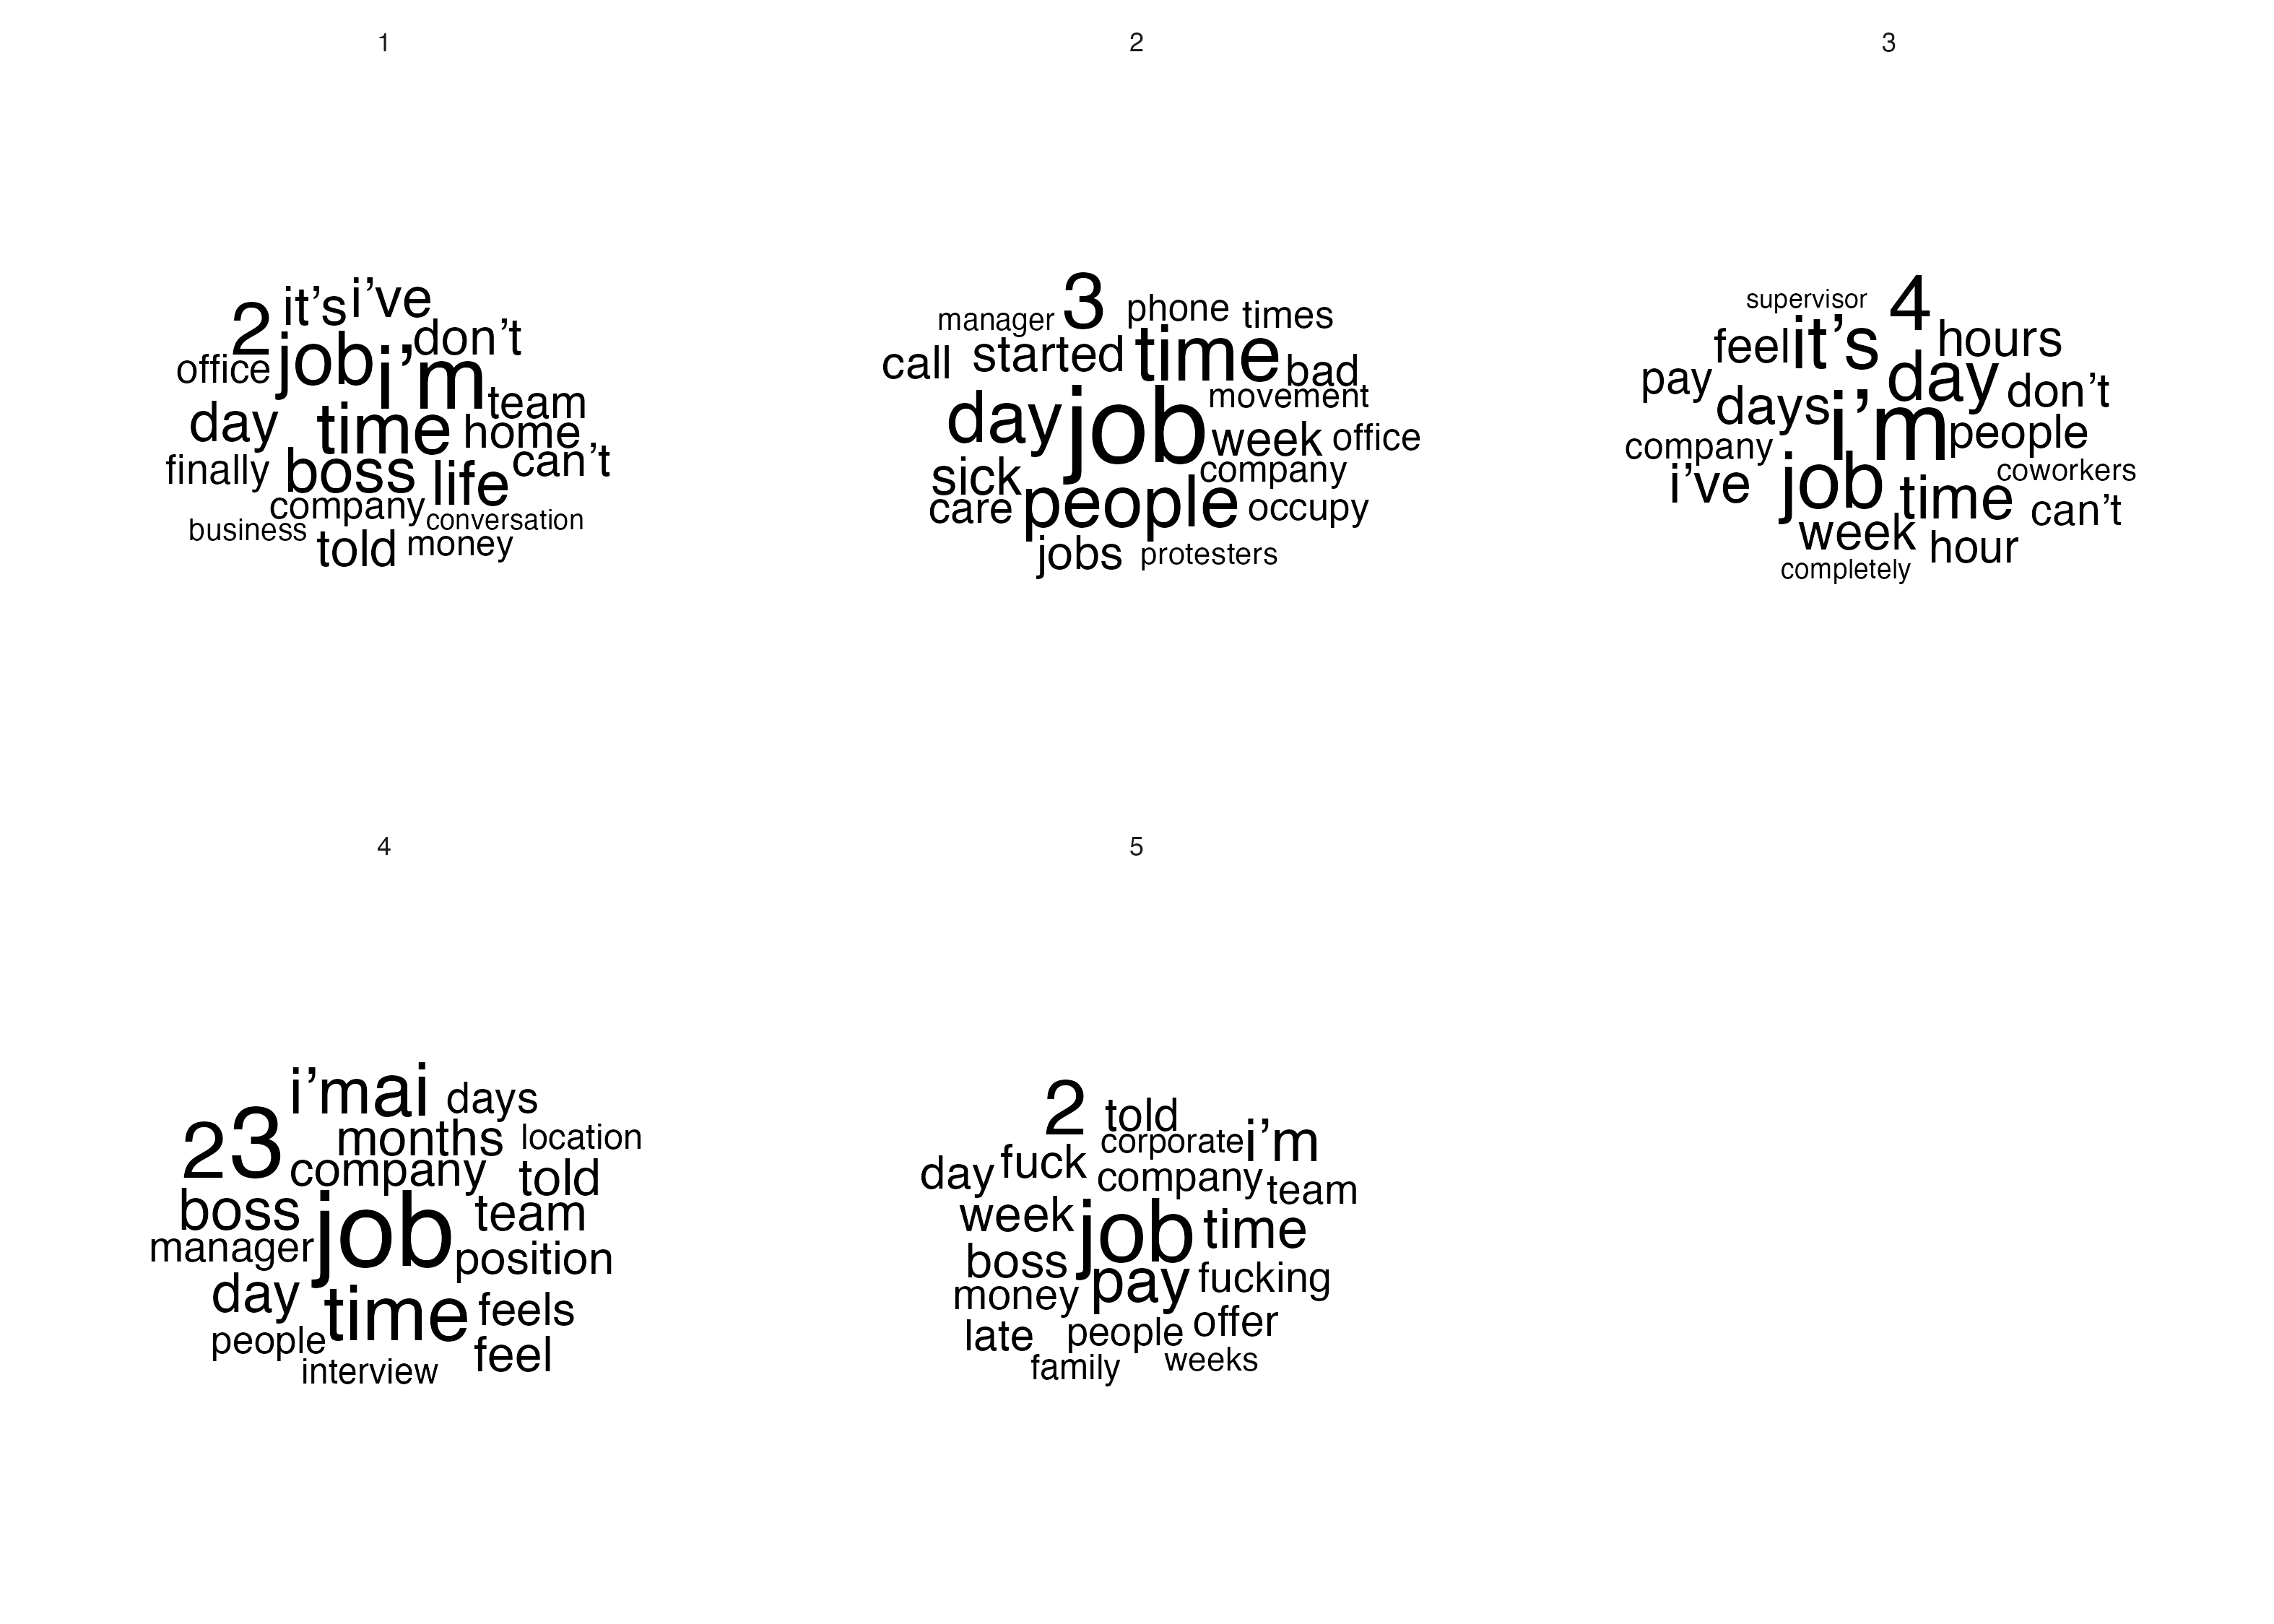 1
it’s i’ve
2 don’t
office job i’m
team
day time home
finally boss life can’t
company conversation
business told money
2
manager 3 phone times
call started time bad
movement
day job week office
sick company
care people occupy
jobs protesters
3
supervisor 4
feel it’s hours
pay day don’t
days i’m people
company coworkers
i’ve job time can’t
week hour
completely
4
i’m ai days
2 3 months location
company told
boss job team
manager position
day time feels
people feel
interview
5
2 told
corporate i’m
day fuck company team
week job time
boss pay fucking
money offer
late people
family weeks